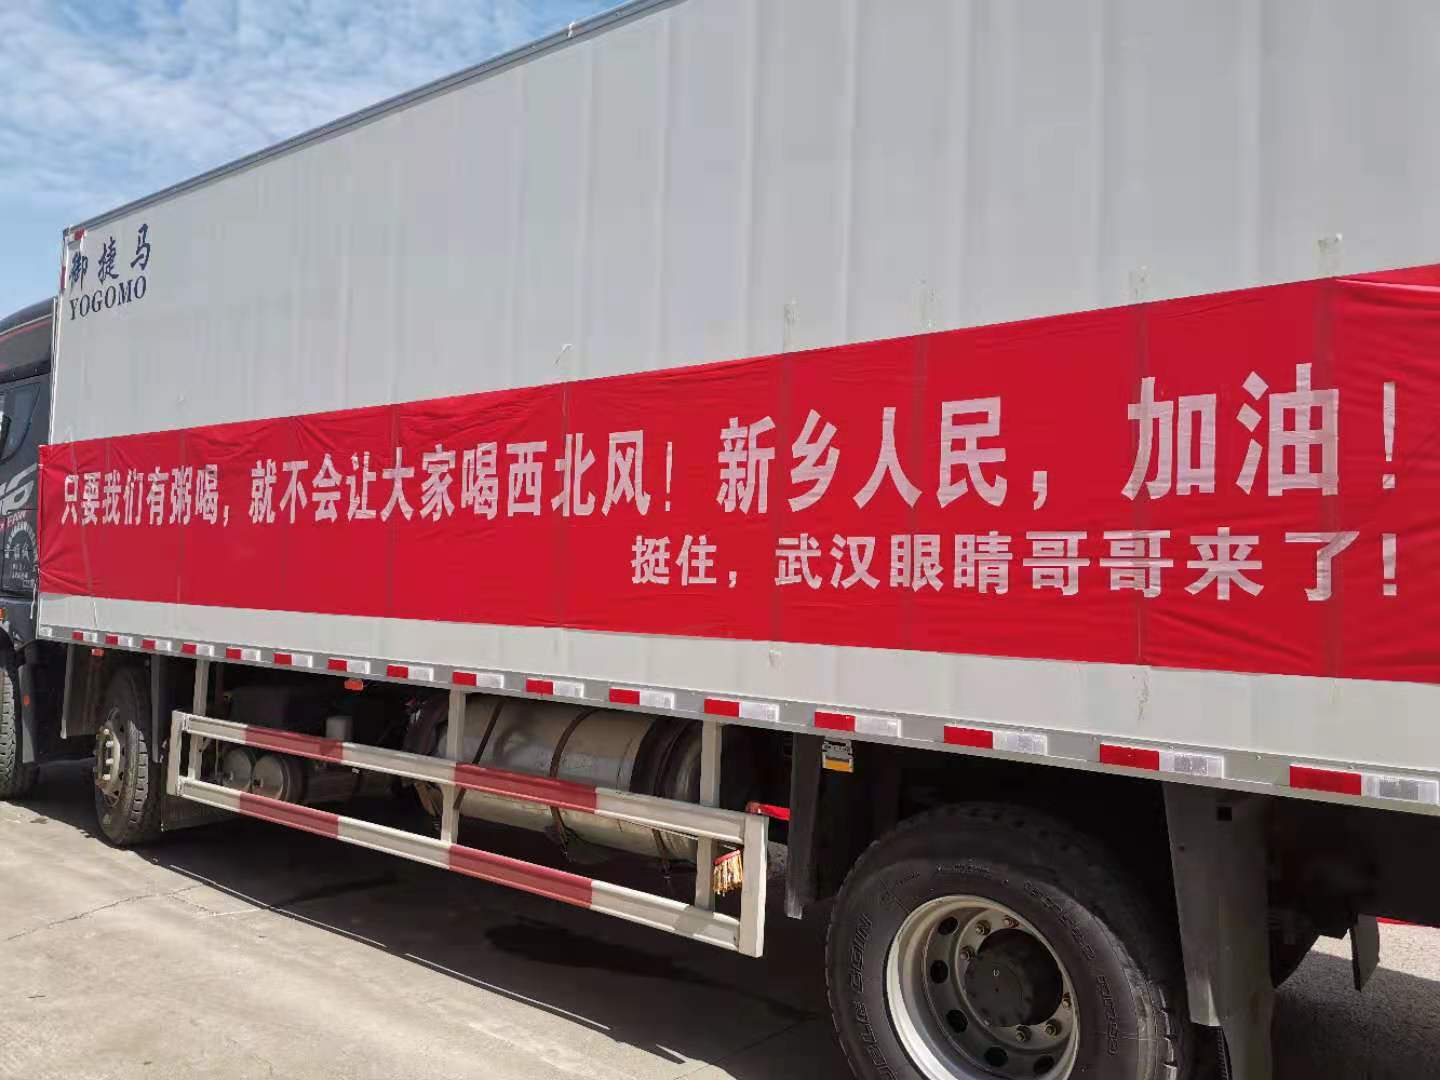 御捷马
YOGOMO
只要我们有粥喝，就不会让大家喝西北风！新乡人民，加油！
挺住，武汉眼睛哥哥来了！